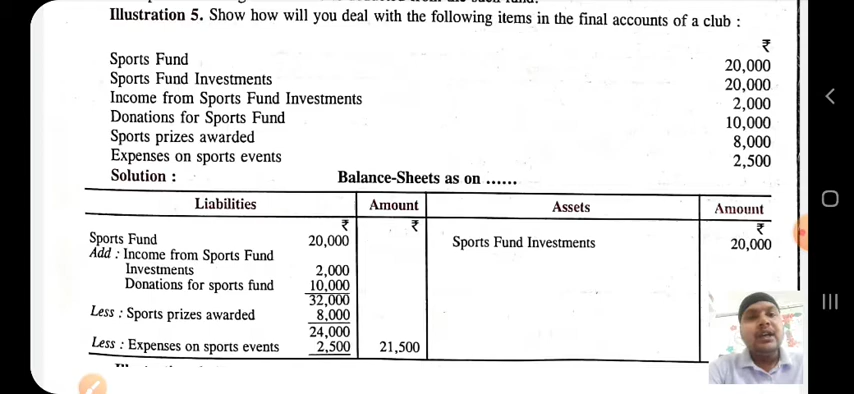 Illustration 5. Show how will you deal with the following items in the final accounts of a club :
₹
Sports Fund 20,000
Sports Fund Investments 20,000
Income from Sports Fund Investments 2,000
Donations for Sports Fund 10,000
Sports prizes awarded 8,000
Expenses on sports events 2,500
Solution : Balance-Sheets as on ......
Liabilities Amount Assets Amount
₹ ₹ ₹
Sports Fund 20,000 Sports Fund Investments 20,000
Add : Income from Sports Fund
Investments 2,000
Donations for sports fund 10,000
32,000
Less : Sports prizes awarded 8,000
24,000
Less : Expenses on sports events 2,500 21,500